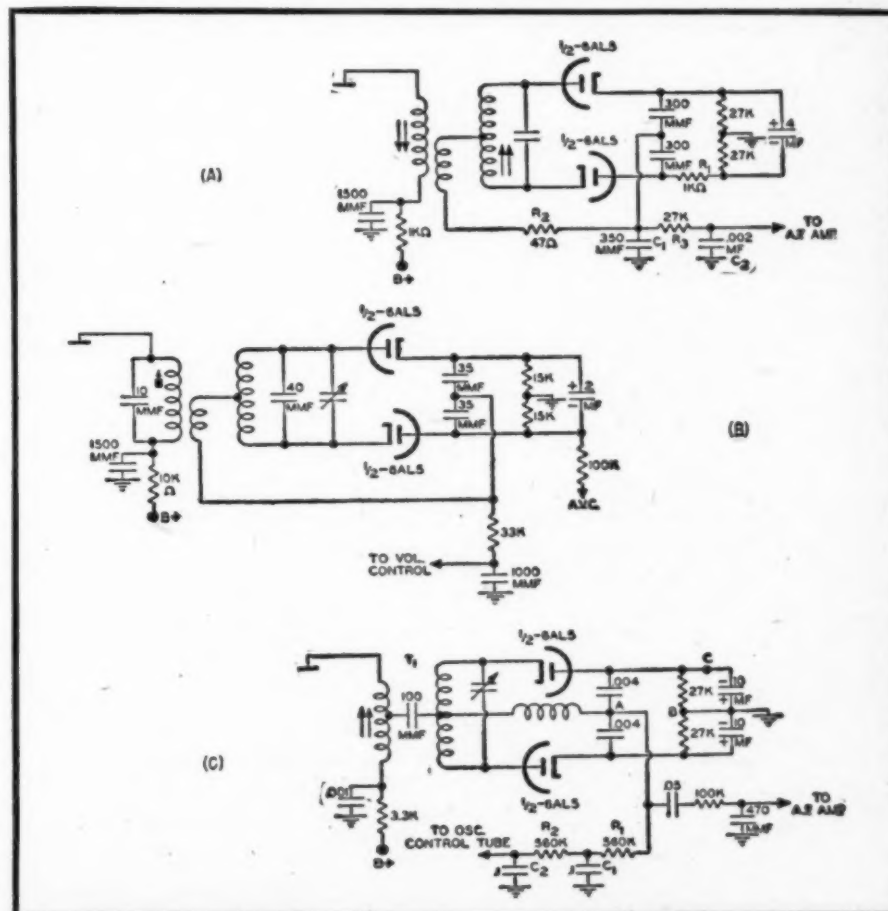 (A)
1/2-6AL5
300
MMF
300
MMF
27K
27K
+ 4
- MF
1/2-6AL5
R1
1KΩ
1500
MMF
1KΩ
B+
R2
47Ω
350
MMF
C1
27K
R3
.002
MF
C2
TO
A.F. AMP.
(B)
1/2-6AL5
10
MMF
40
MMF
35
MMF
35
MMF
15K
15K
+ 2
- MF
1/2-6AL5
1500
MMF
10K
Ω
B+
100K
A.V.C.
33K
TO VOL.
CONTROL
1000
MMF
(C)
1/2-6AL5
T1
100
MMF
.004
A
.004
C
27K
B
27K
- 10
+ MF
- 10
+ MF
1/2-6AL5
.001
3.3K
B+
.05
100K
470
MMF
TO
A.F. AMP.
TO OSC.
CONTROL TUBE
R2
560K
R1
560K
.1
C2
.1
C1